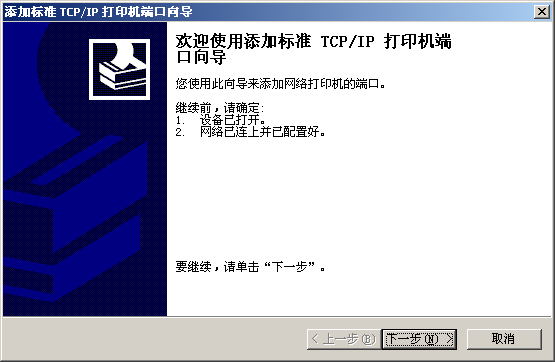 添加标准 TCP/IP 打印机端口向导
欢迎使用添加标准 TCP/IP 打印机端
口向导
您使用此向导来添加网络打印机的端口。
继续前，请确定:
1. 设备已打开。
2. 网络已连上并已配置好。
要继续，请单击“下一步”。
< 上一步(B) 下一步(N) > 取消